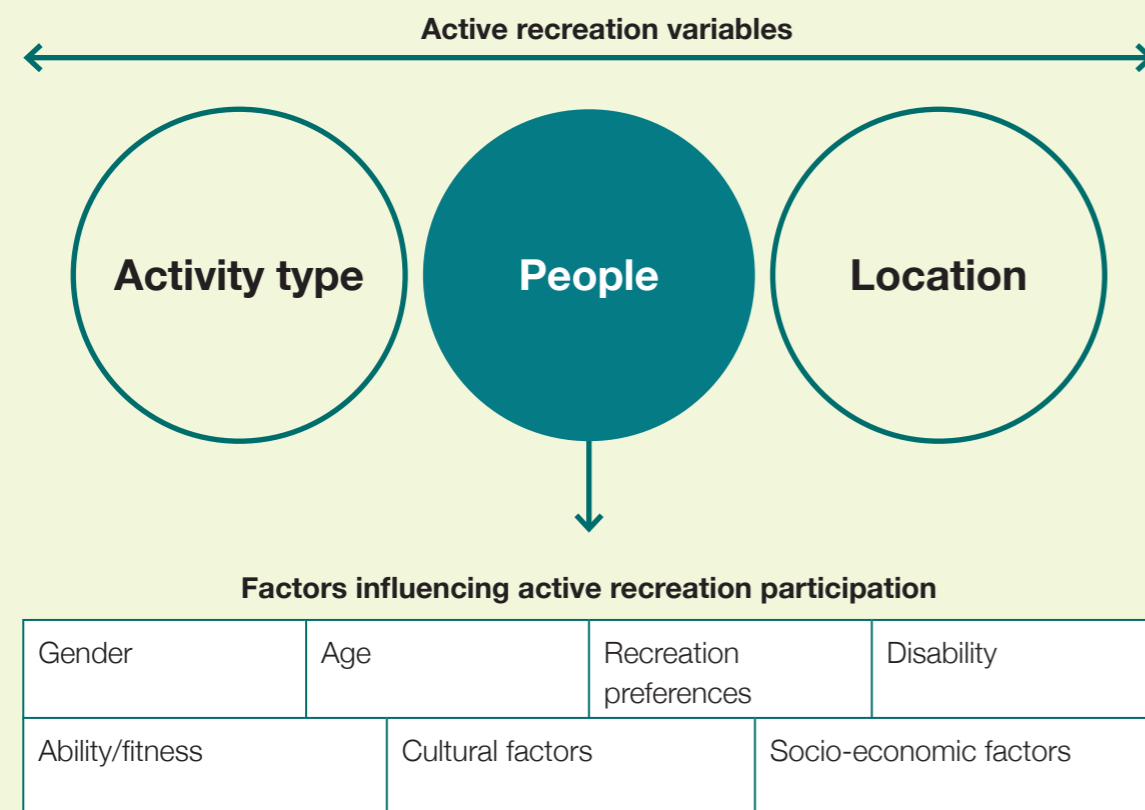 Active recreation variables
Activity type
People
Location
Factors influencing active recreation participation
Gender
Age
Recreation
preferences
Disability
Ability/fitness
Cultural factors
Socio-economic factors